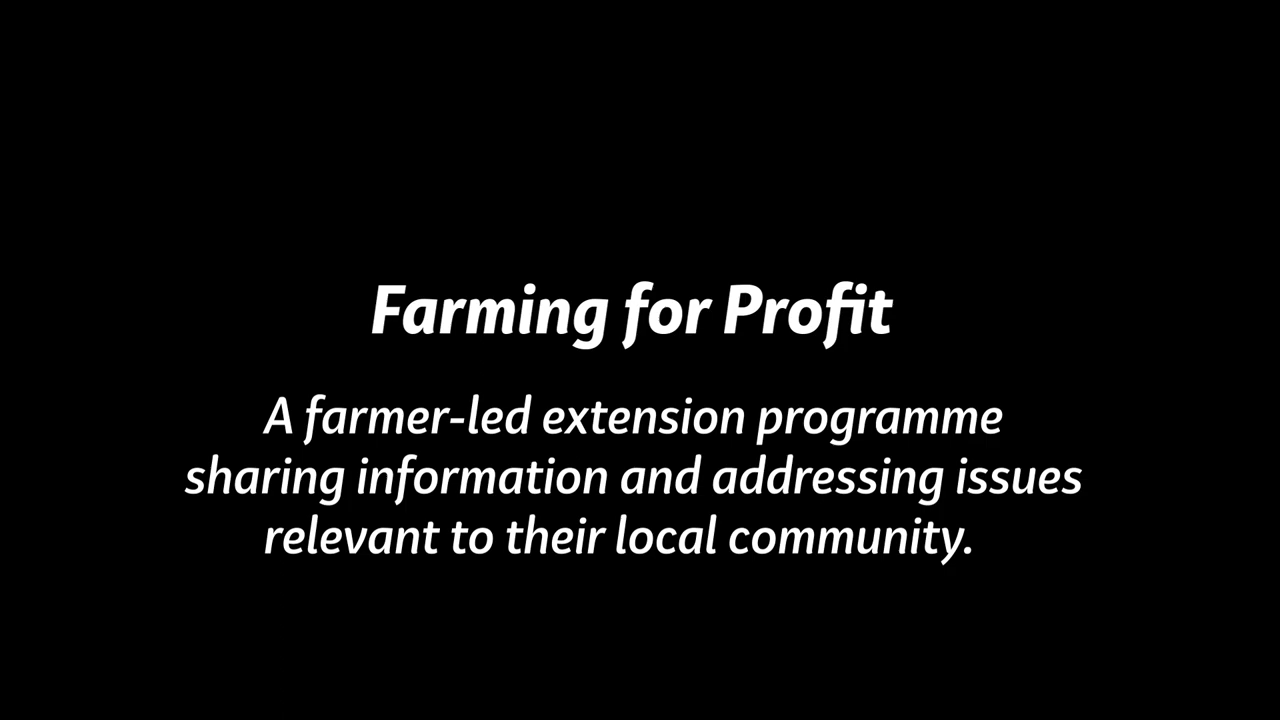 Farming for Profit
A farmer-led extension programme
sharing information and addressing issues
relevant to their local community.